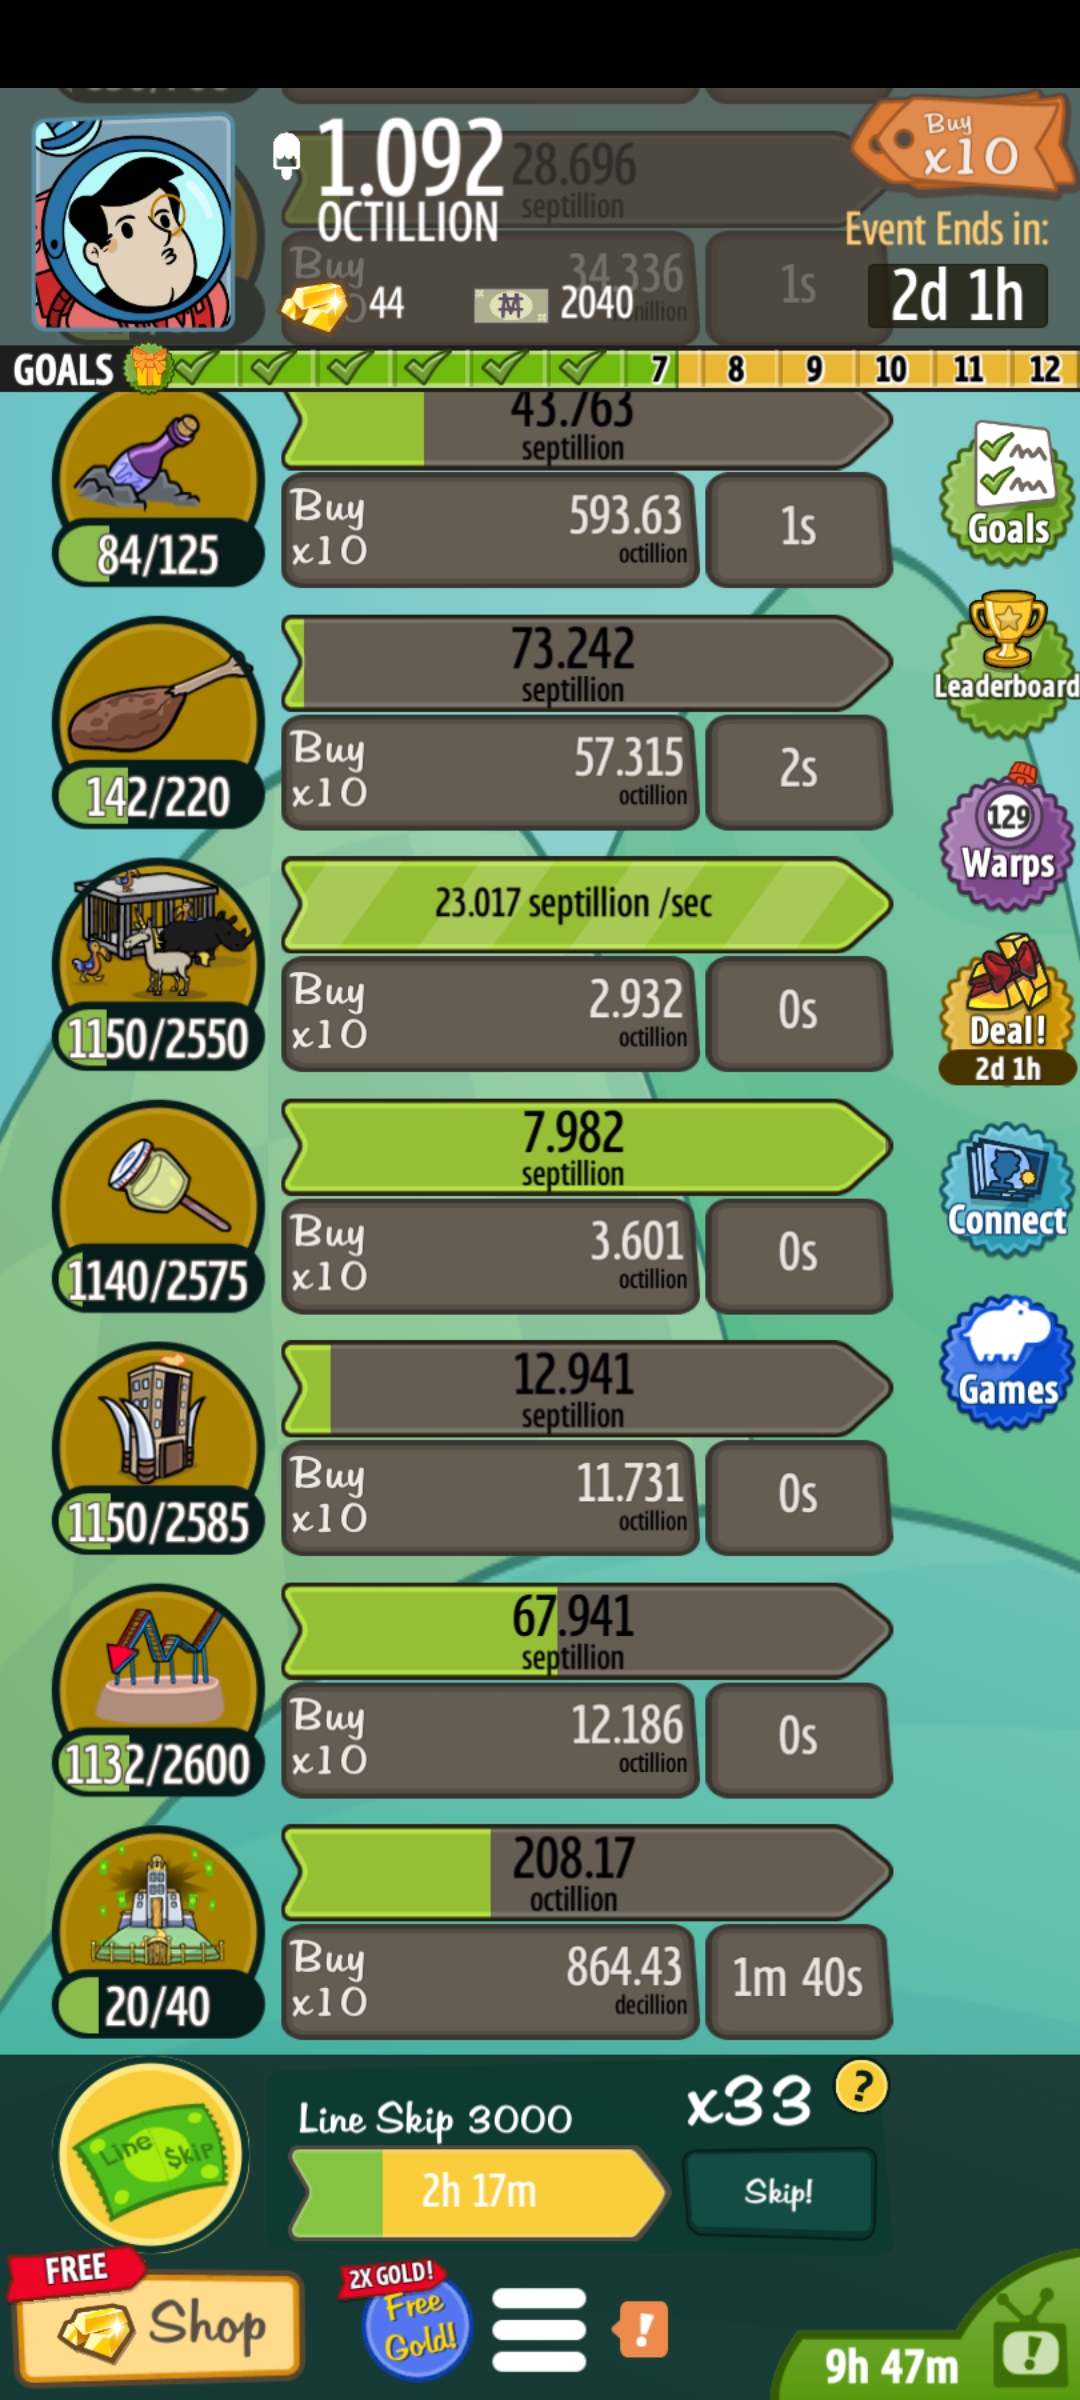 1.092
OCTILLION
28.696
septillion
Buy
x10
Buy
34.336
1s
44
2040
Event Ends in:
2d 1h
GOALS
7
8
9
10
11
12
43.763
septillion
84/125
Buy
x10
593.63
octillion
1s
Goals
73.242
septillion
142/220
Buy
x10
57.315
octillion
2s
Leaderboard
129
Warps
23.017 septillion /sec
1150/2550
Buy
x10
2.932
octillion
0s
Deal!
2d 1h
7.982
septillion
1140/2575
Buy
x10
3.601
octillion
0s
Connect
12.941
septillion
1150/2585
Buy
x10
11.731
octillion
0s
Games
67.941
septillion
1132/2600
Buy
x10
12.186
octillion
0s
208.17
octillion
20/40
Buy
x10
864.43
decillion
1m 40s
Line $kip
Line Skip 3000
2h 17m
x33
?
Skip!
FREE
Shop
2X GOLD!
Free
Gold!
!
9h 47m
!